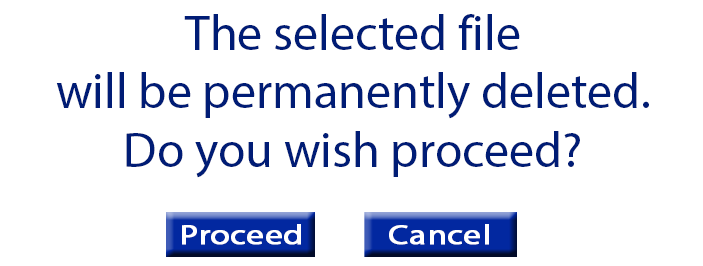 The selected file
will be permanently deleted.
Do you wish proceed?
Proceed Cancel